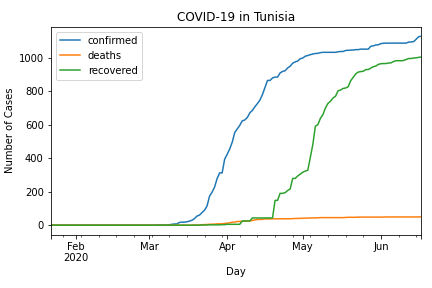 COVID-19 in Tunisia
confirmed
deaths
recovered
Number of Cases
1000
800
600
400
200
0
Feb
2020
Mar
Apr
May
Jun
Day